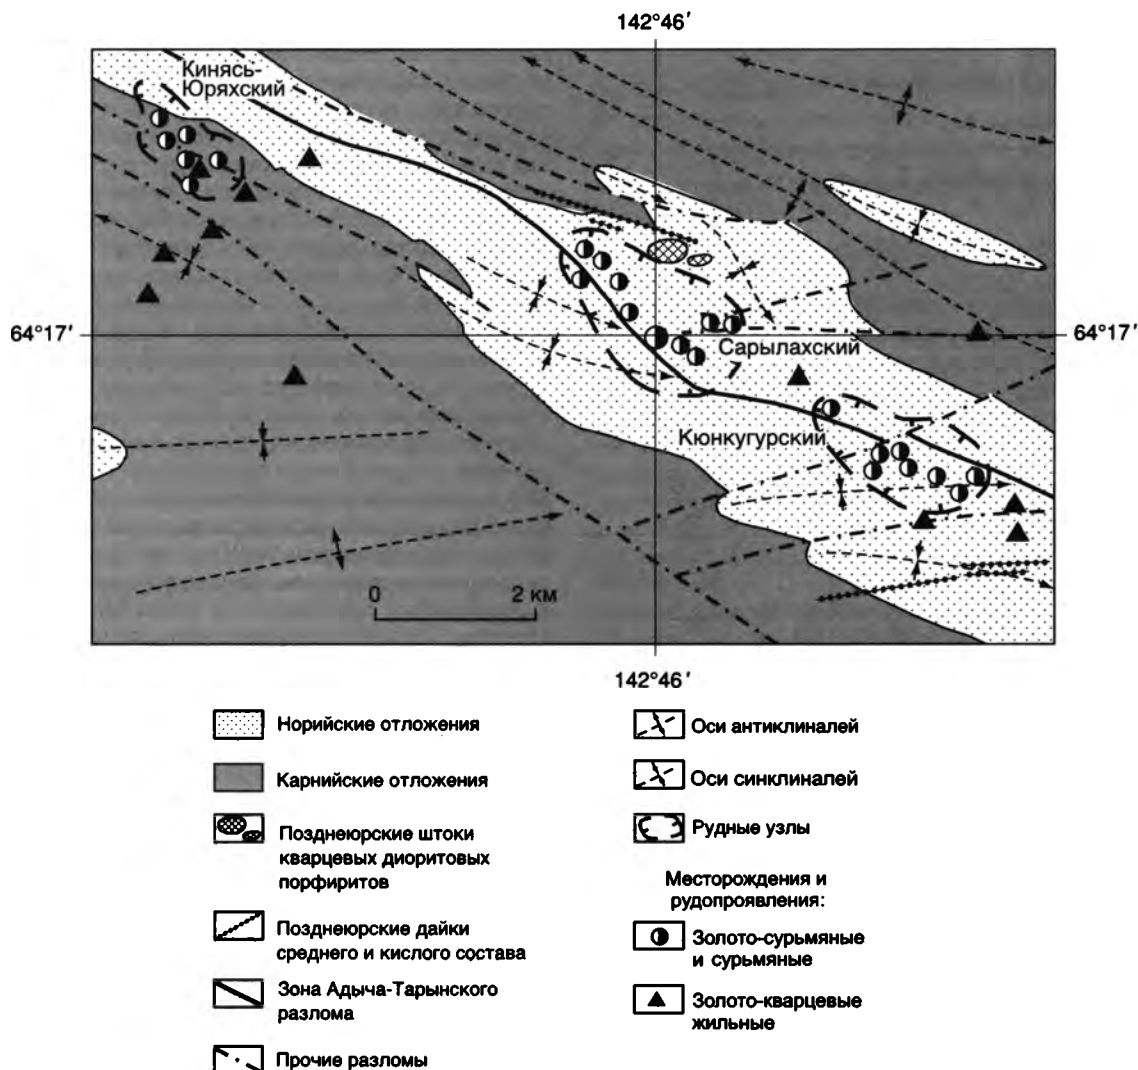 142°46′
Кинясь-
Юряхский
64°17′
64°17′
Сарылахский
Кюнкугурский
0 2 км
142°46′
Норийские отложения
Карнийские отложения
Позднеюрские штоки
кварцевых диоритовых
порфиритов
Позднеюрские дайки
среднего и кислого состава
Зона Адыча-Тарынского
разлома
Прочие разломы
Оси антиклиналей
Оси синклиналей
Рудные узлы
Месторождения и
рудопроявления:
Золото-сурьмяные
и сурьмяные
Золото-кварцевые
жильные